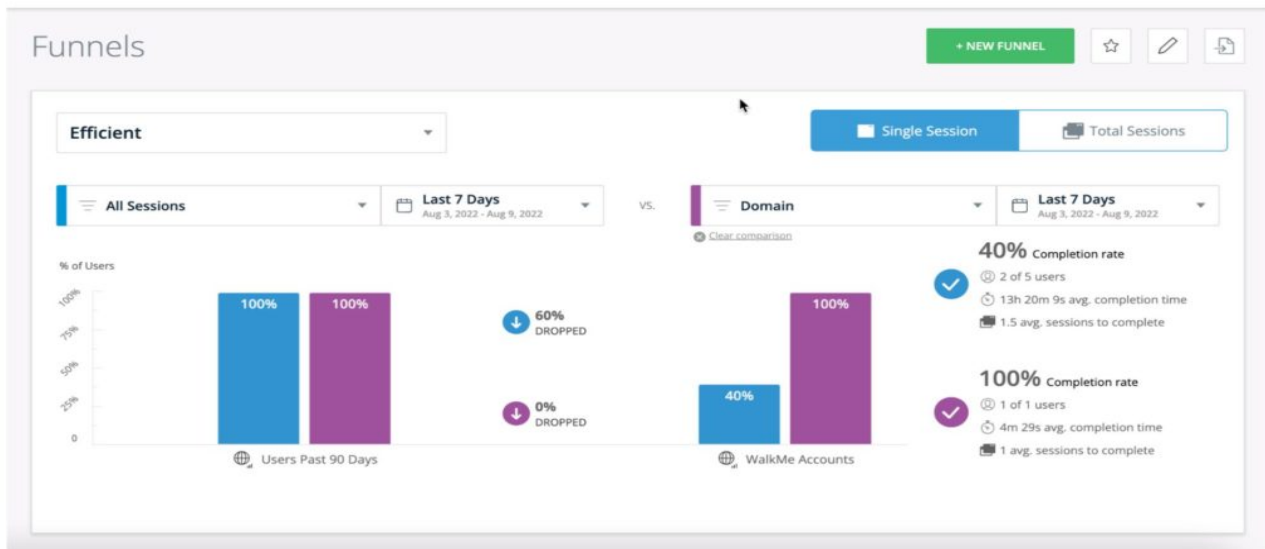 Funnels
+ NEW FUNNEL
Efficient
Single Session
Total Sessions
All Sessions
Last 7 Days
Aug 3, 2022 - Aug 9, 2022
VS.
Domain
Last 7 Days
Aug 3, 2022 - Aug 9, 2022
Clear comparison
% of Users
100%
75%
50%
25%
0
100%
100%
60%
DROPPED
0%
DROPPED
40%
100%
Users Past 90 Days
WalkMe Accounts
40% Completion rate
2 of 5 users
13h 20m 9s avg. completion time
1.5 avg. sessions to complete
100% Completion rate
1 of 1 users
4m 29s avg. completion time
1 avg. sessions to complete